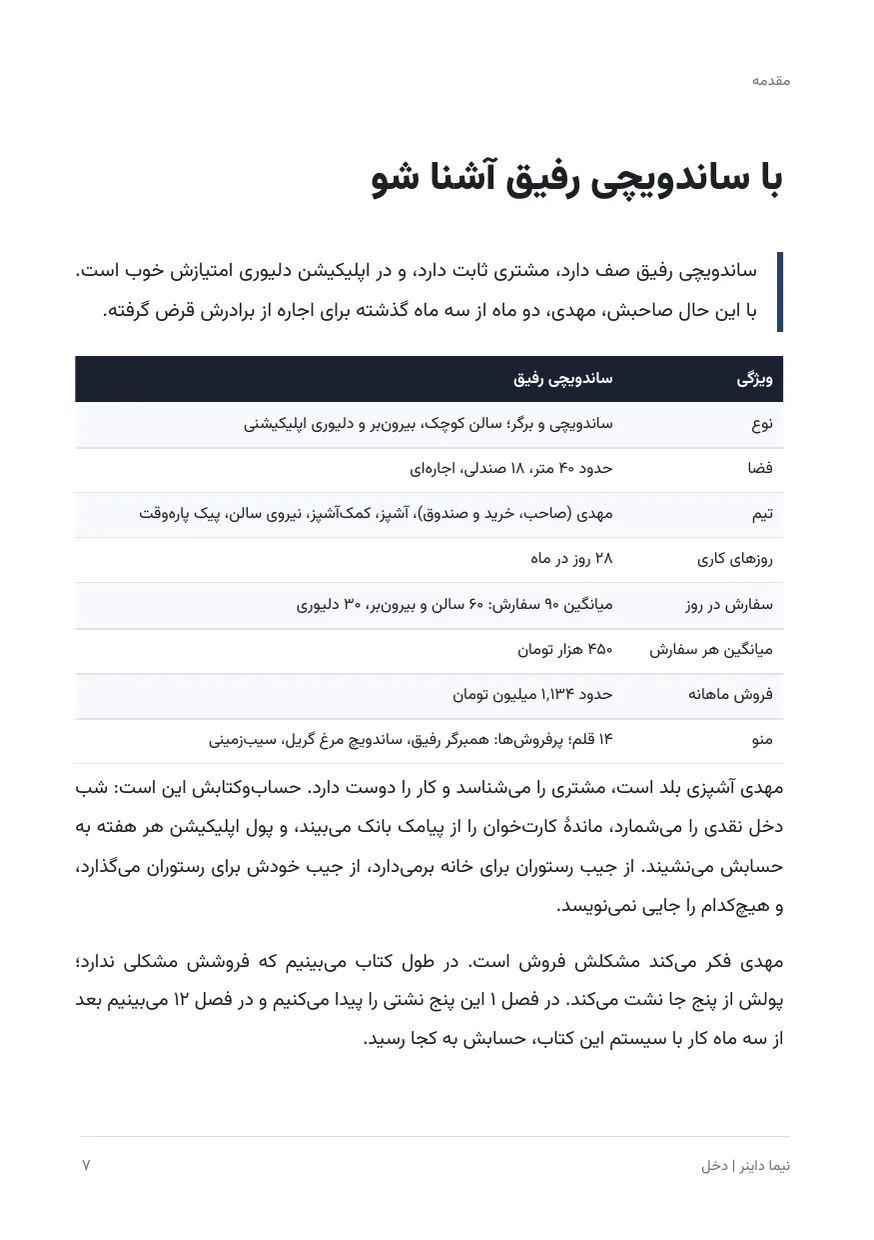 مقدمه
با ساندویچی رفیق آشنا شو
ساندویچی رفیق صف دارد، مشتری ثابت دارد، و در اپلیکیشن دلیوری امتیازش خوب است.
با این حال صاحبش، مهدی، دو ماه از سه ماه گذشته برای اجاره از برادرش قرض گرفته.
ویژگی ساندویچی رفیق
نوع ساندویچی و برگر؛ سالن کوچک، بیرون‌بر و دلیوری اپلیکیشنی
فضا حدود ۴۰ متر، ۱۸ صندلی، اجاره‌ای
تیم مهدی (صاحب، خرید و صندوق)، آشپز، کمک‌آشپز، نیروی سالن، پیک پاره‌وقت
روزهای کاری ۲۸ روز در ماه
سفارش در روز میانگین ۹۰ سفارش: ۶۰ سالن و بیرون‌بر، ۳۰ دلیوری
میانگین هر سفارش ۴۵۰ هزار تومان
فروش ماهانه حدود ۱,۱۳۴ میلیون تومان
منو ۱۴ قلم؛ پرفروش‌ها: همبرگر رفیق، ساندویچ مرغ گریل، سیب‌زمینی
مهدی آشپزی بلد است، مشتری را می‌شناسد و کار را دوست دارد. حساب‌وکتابش این است: شب
دخل نقدی را می‌شمارد، ماندهٔ کارت‌خوان را از پیامک بانک می‌بیند، و پول اپلیکیشن هر هفته به
حسابش می‌نشیند. از جیب رستوران برای خانه برمی‌دارد، از جیب خودش برای رستوران می‌گذارد،
و هیچ‌کدام را جایی نمی‌نویسد.
مهدی فکر می‌کند مشکلش فروش است. در طول کتاب می‌بینیم که فروشش مشکلی ندارد؛
پولش از پنج جا نشت می‌کند. در فصل ۱ این پنج نشتی را پیدا می‌کنیم و در فصل ۱۲ می‌بینیم بعد
از سه ماه کار با سیستم این کتاب، حسابش به کجا رسید.
نیما داینر | دخل
۷